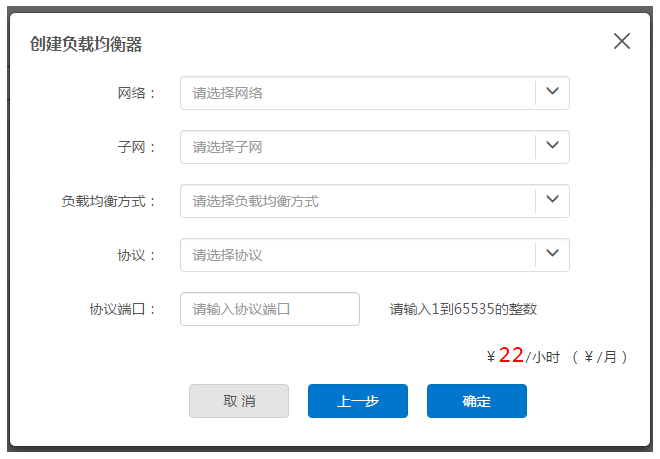 创建负载均衡器
网络： 请选择网络
子网： 请选择子网
负载均衡方式： 请选择负载均衡方式
协议： 请选择协议
协议端口： 请输入协议端口 请输入1到65535的整数
¥22/小时 （ ¥/月 ）
取 消 上一步 确定